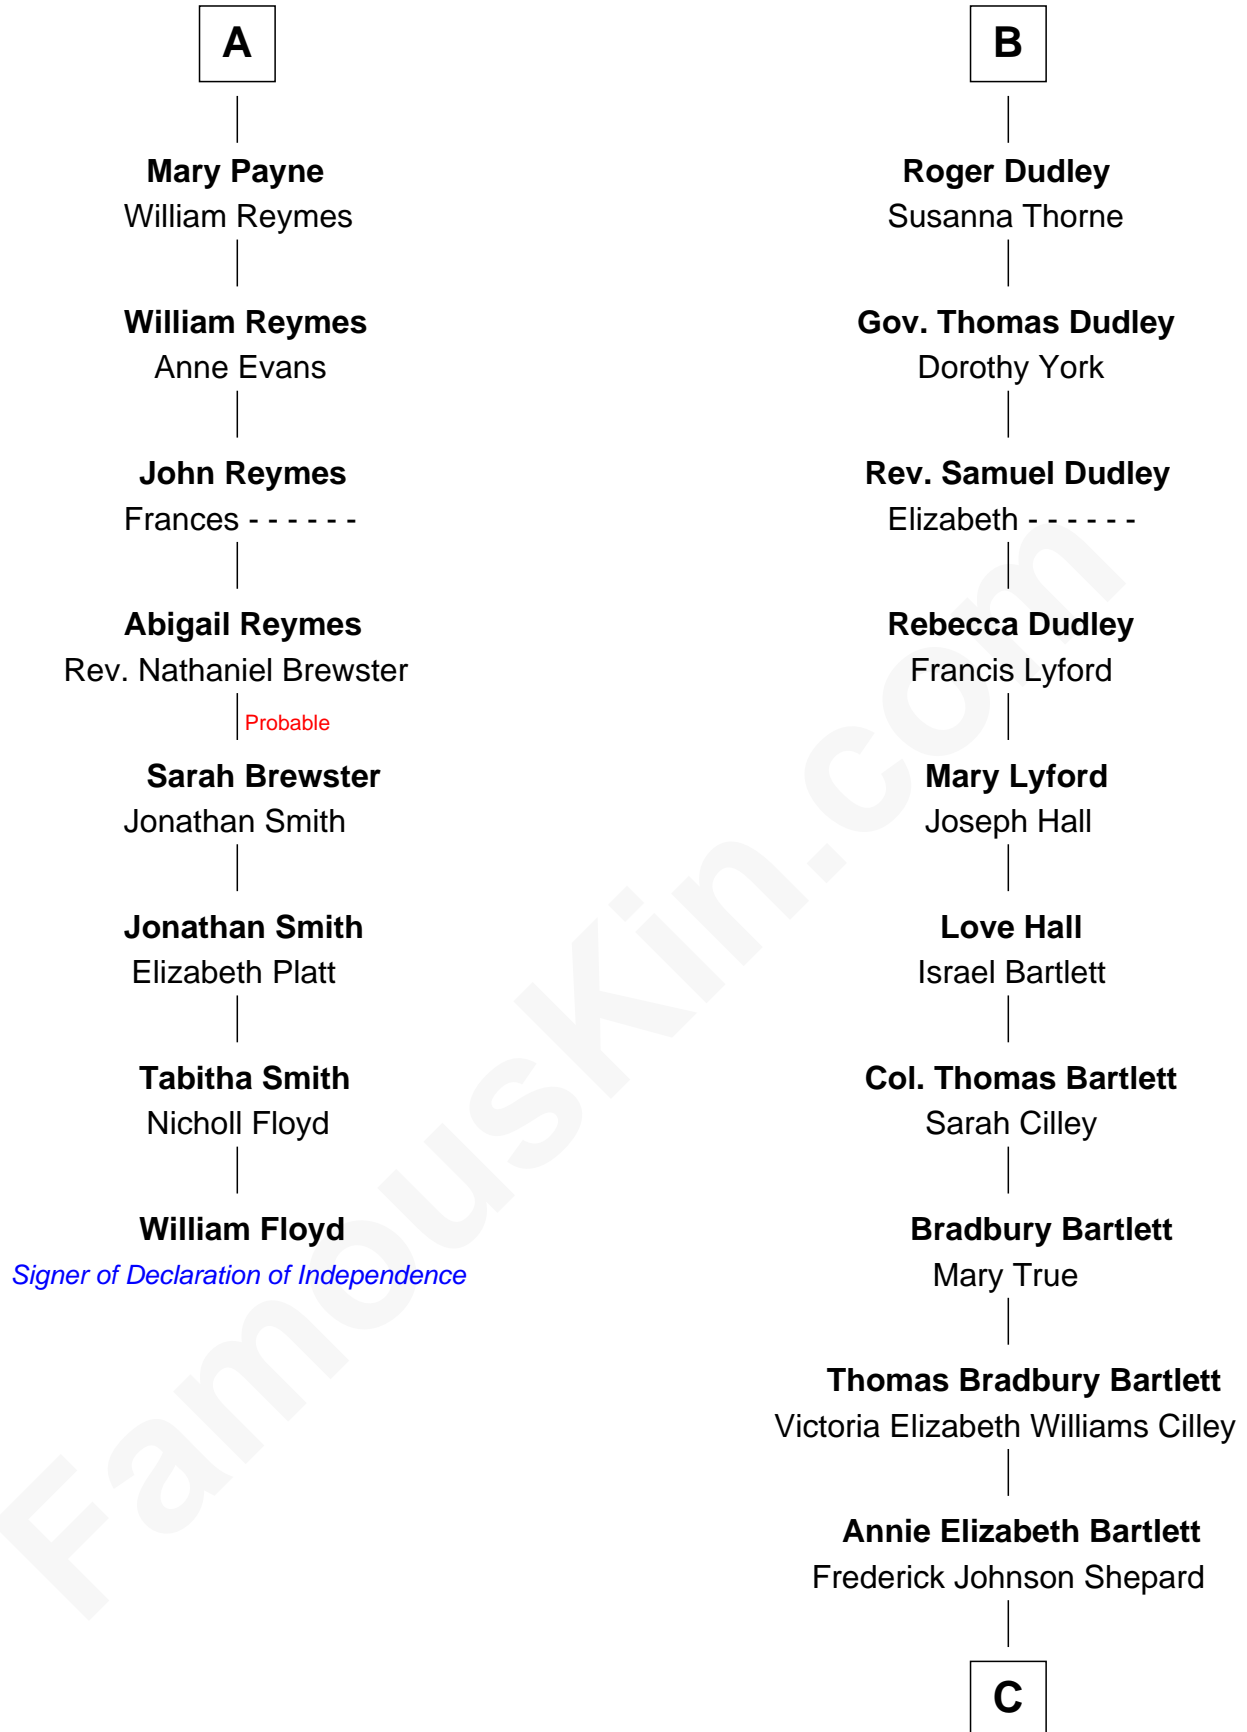 A
Mary Payne
William Reymes
William Reymes
Anne Evans
John Reymes
Frances - - - - - -
Abigail Reymes
Rev. Nathaniel Brewster
Probable
Sarah Brewster
Jonathan Smith
Jonathan Smith
Elizabeth Platt
Tabitha Smith
Nicholl Floyd
William Floyd
Signer of Declaration of Independence
B
Roger Dudley
Susanna Thorne
Gov. Thomas Dudley
Dorothy York
Rev. Samuel Dudley
Elizabeth - - - - - -
Rebecca Dudley
Francis Lyford
Mary Lyford
Joseph Hall
Love Hall
Israel Bartlett
Col. Thomas Bartlett
Sarah Cilley
Bradbury Bartlett
Mary True
Thomas Bradbury Bartlett
Victoria Elizabeth Williams Cilley
Annie Elizabeth Bartlett
Frederick Johnson Shepard
C
FamousKin.com